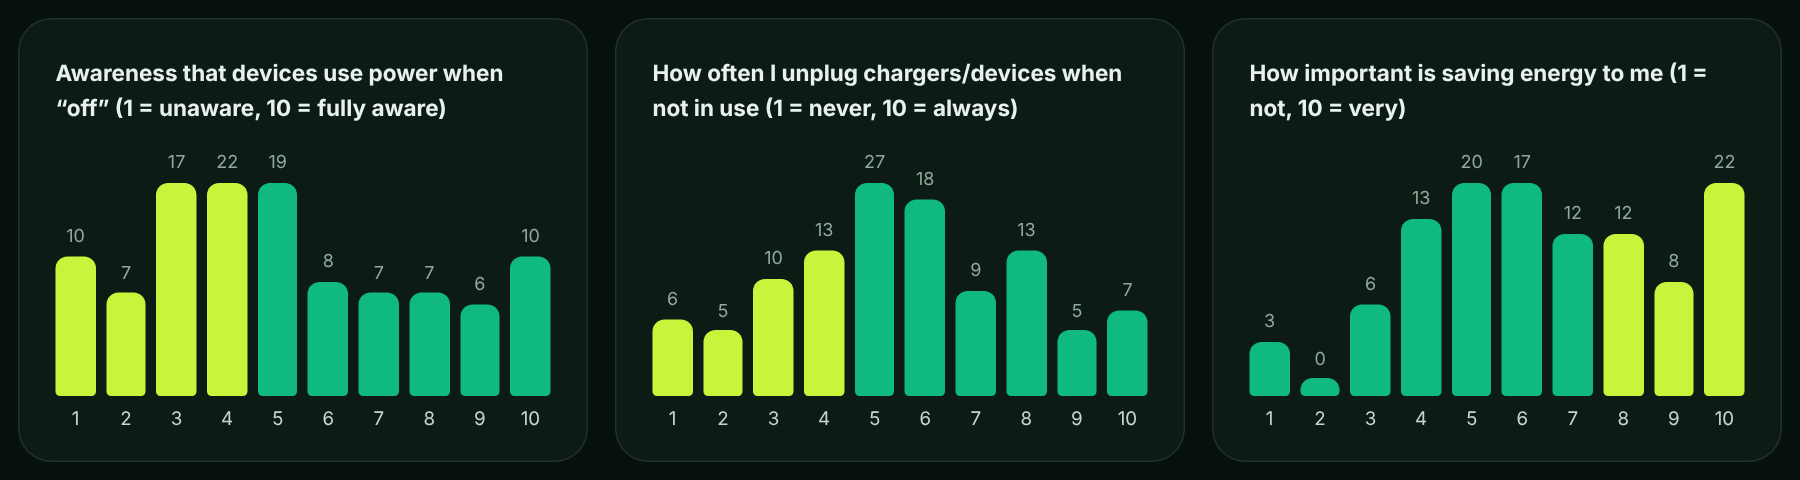 Awareness that devices use power when
“off” (1 = unaware, 10 = fully aware)
17 22 19
10 10
7 8 7 7 6
1 2 3 4 5 6 7 8 9 10
How often I unplug chargers/devices when
not in use (1 = never, 10 = always)
27
18
13 13
10 9
6 5 5 7
1 2 3 4 5 6 7 8 9 10
How important is saving energy to me (1 =
not, 10 = very)
20 17 22
13 12 12
6 8
3
0
1 2 3 4 5 6 7 8 9 10